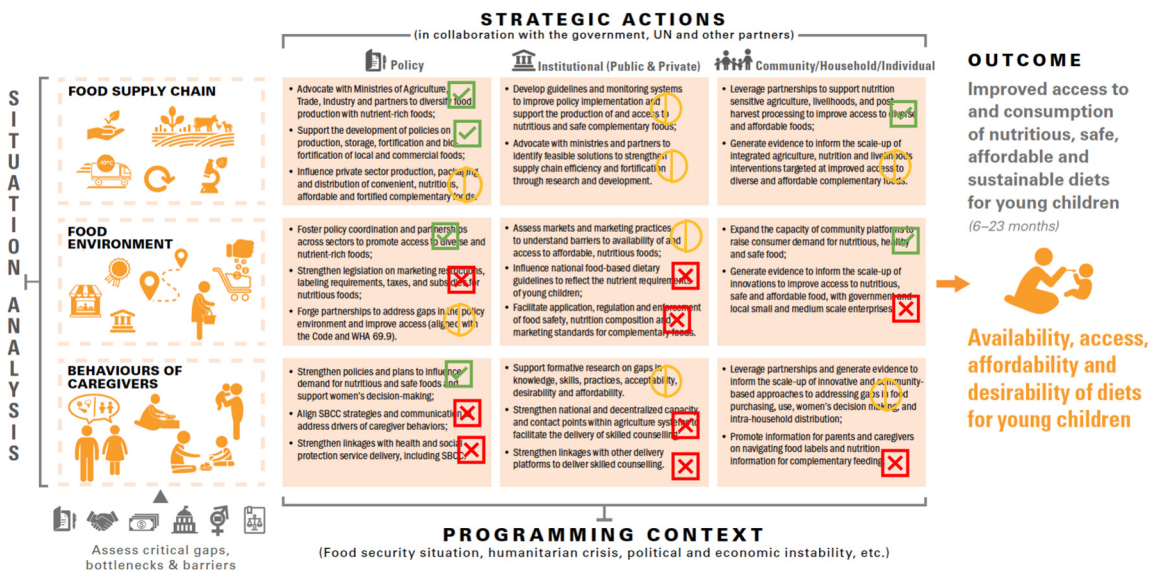 STRATEGIC ACTIONS
(in collaboration with the government, UN and other partners)
Policy
Institutional (Public & Private)
Community/Household/Individual
SITUATION ANALYSIS
FOOD SUPPLY CHAIN
-10°C
• Advocate with Ministries of Agriculture,
Trade, Industry and partners to diversify food
production with nutrient-rich foods;
• Support the development of policies on
production, storage, fortification and bio-
fortification of local and commercial foods;
• Influence private sector production, packaging
and distribution of convenient, nutritious,
affordable and fortified complementary foods.
• Develop guidelines and monitoring systems
to improve policy implementation and
support the production of and access to
nutritious and safe complementary foods;
• Advocate with ministries and partners to
identify feasible solutions to strengthen
supply chain efficiency and fortification
through research and development.
• Leverage partnerships to support nutrition
sensitive agriculture, livelihoods, and post-
harvest processing to improve access to diverse
and affordable foods;
• Generate evidence to inform the scale-up of
integrated agriculture, nutrition and livelihoods
interventions targeted at improved access to
diverse and affordable complementary foods.
FOOD
ENVIRONMENT
• Foster policy coordination and partnerships
across sectors to promote access to diverse and
nutrient-rich foods;
• Strengthen legislation on marketing restrictions,
labeling requirements, taxes, and subsidies for
nutritious foods;
• Forge partnerships to address gaps in the policy
environment and improve access (aligned with
the Code and WHA 69.9).
• Assess markets and marketing practices
to understand barriers to availability of and
access to affordable, nutritious foods;
• Influence national food-based dietary
guidelines to reflect the nutrient requirements
of young children;
• Facilitate application, regulation and enforcement
of food safety, nutrition composition and
marketing standards for complementary foods.
• Expand the capacity of community platforms to
raise consumer demand for nutritious, healthy
and safe food;
• Generate evidence to inform the scale-up of
innovations to improve access to nutritious,
safe and affordable food, with government and
local small and medium scale enterprises.
BEHAVIOURS OF
CAREGIVERS
• Strengthen policies and plans to influence
demand for nutritious and safe foods and
support women's decision-making;
• Align SBCC strategies and communication
address drivers of caregiver behaviors;
• Strengthen linkages with health and social
protection service delivery, including SBCC.
• Support formative research on gaps in
knowledge, skills, practices, acceptability,
desirability and affordability.
• Strengthen national and decentralized capacity
and contact points within agriculture systems to
facilitate the delivery of skilled counselling.
• Strengthen linkages with other delivery
platforms to deliver skilled counselling.
• Leverage partnerships and generate evidence to
inform the scale-up of innovative and community-
based approaches to addressing gaps in food
purchasing, use, women's decision making, and
intra-household distribution;
• Promote information for parents and caregivers
on navigating food labels and nutrition
information for complementary feeding.
Assess critical gaps,
bottlenecks & barriers
PROGRAMMING CONTEXT
(Food security situation, humanitarian crisis, political and economic instability, etc.)
OUTCOME
Improved access to
and consumption
of nutritious, safe,
affordable and
sustainable diets
for young children
(6–23 months)
Availability, access,
affordability and
desirability of diets
for young children